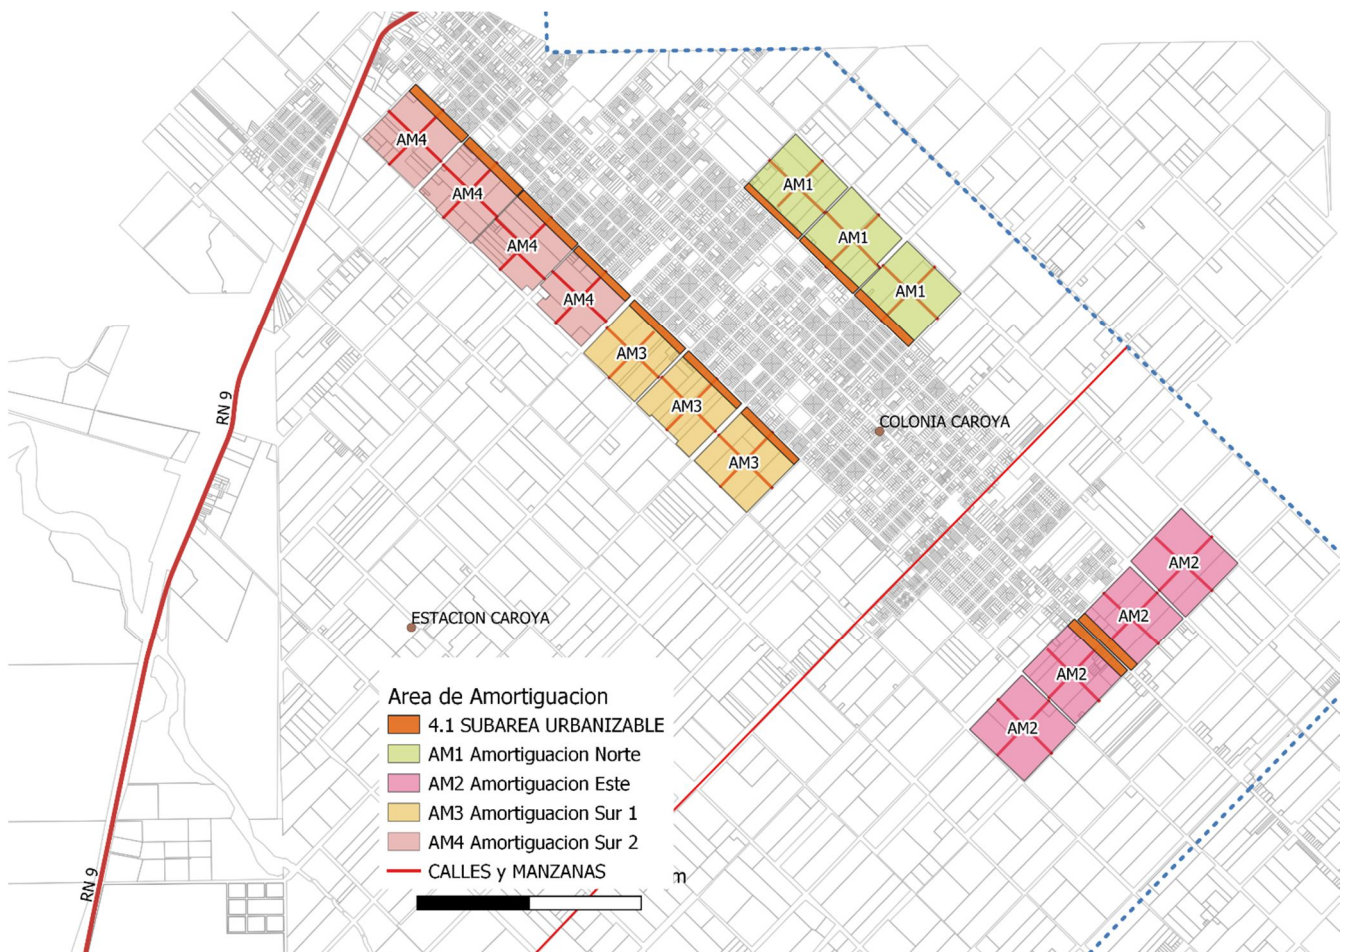 AM4
AM1
AM4
AM1
AM4
AM1
AM4
AM3
RN 9
AM3
COLONIA CAROYA
AM3
AM2
AM2
ESTACION CAROYA
AM2
AM2
Area de Amortiguacion
4.1 SUBAREA URBANIZABLE
AM1 Amortiguacion Norte
AM2 Amortiguacion Este
AM3 Amortiguacion Sur 1
AM4 Amortiguacion Sur 2
CALLES y MANZANAS
m
RN 9